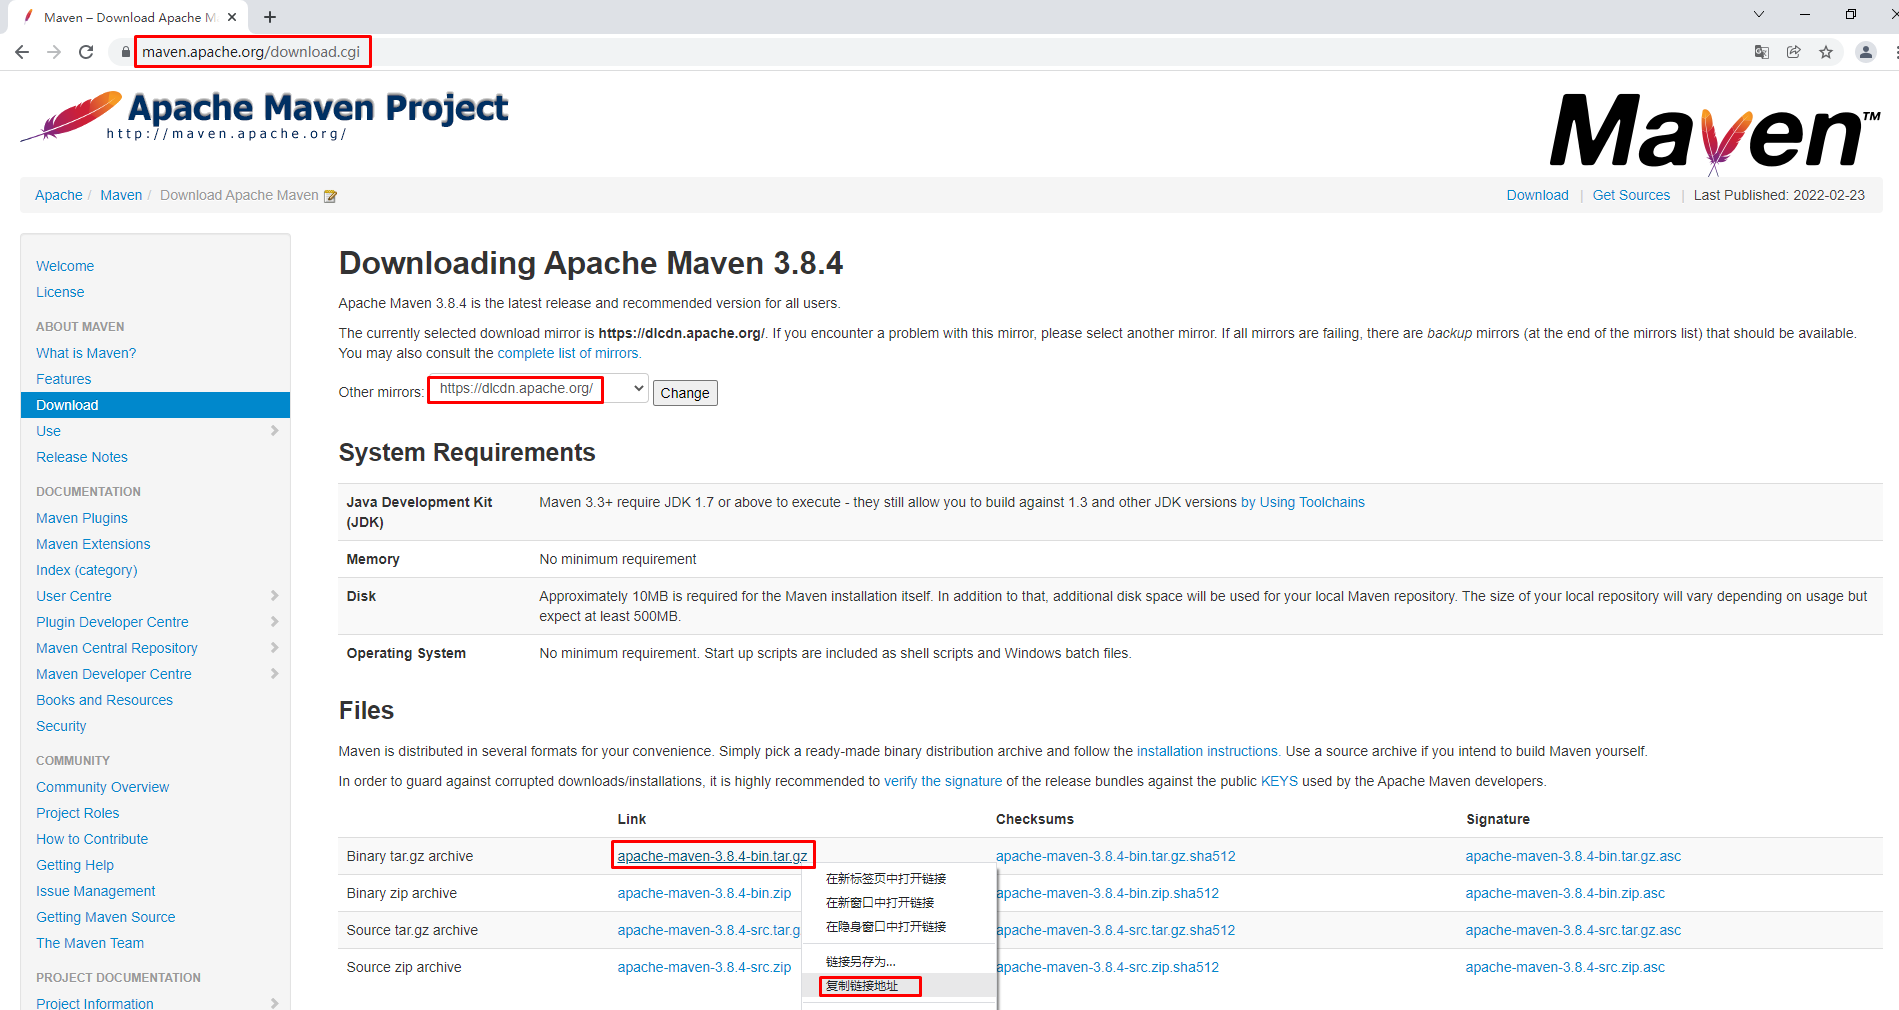 Maven – Download Apache M
maven.apache.org/download.cgi
Apache Maven Project
http://maven.apache.org/
Maven™
Apache / Maven / Download Apache Maven
Download | Get Sources | Last Published: 2022-02-23
Welcome
License
ABOUT MAVEN
What is Maven?
Features
Download
Use
Release Notes
DOCUMENTATION
Maven Plugins
Maven Extensions
Index (category)
User Centre
Plugin Developer Centre
Maven Central Repository
Maven Developer Centre
Books and Resources
Security
COMMUNITY
Community Overview
Project Roles
How to Contribute
Getting Help
Issue Management
Getting Maven Source
The Maven Team
PROJECT DOCUMENTATION
Project Information
Downloading Apache Maven 3.8.4
Apache Maven 3.8.4 is the latest release and recommended version for all users.
The currently selected download mirror is https://dlcdn.apache.org/. If you encounter a problem with this mirror, please select another mirror. If all mirrors are failing, there are backup mirrors (at the end of the mirrors list) that should be available.
You may also consult the complete list of mirrors.
Other mirrors: https://dlcdn.apache.org/ Change
System Requirements
Java Development Kit Maven 3.3+ require JDK 1.7 or above to execute - they still allow you to build against 1.3 and other JDK versions by Using Toolchains
(JDK)
Memory No minimum requirement
Disk Approximately 10MB is required for the Maven installation itself. In addition to that, additional disk space will be used for your local Maven repository. The size of your local repository will vary depending on usage but
expect at least 500MB.
Operating System No minimum requirement. Start up scripts are included as shell scripts and Windows batch files.
Files
Maven is distributed in several formats for your convenience. Simply pick a ready-made binary distribution archive and follow the installation instructions. Use a source archive if you intend to build Maven yourself.
In order to guard against corrupted downloads/installations, it is highly recommended to verify the signature of the release bundles against the public KEYS used by the Apache Maven developers.
Link Checksums Signature
Binary tar.gz archive apache-maven-3.8.4-bin.tar.gz apache-maven-3.8.4-bin.tar.gz.sha512 apache-maven-3.8.4-bin.tar.gz.asc
Binary zip archive apache-maven-3.8.4-bin.zip apache-maven-3.8.4-bin.zip.sha512 apache-maven-3.8.4-bin.zip.asc
Source tar.gz archive apache-maven-3.8.4-src.tar.g apache-maven-3.8.4-src.tar.gz.sha512 apache-maven-3.8.4-src.tar.gz.asc
Source zip archive apache-maven-3.8.4-src.zip apache-maven-3.8.4-src.zip.sha512 apache-maven-3.8.4-src.zip.asc
在新标签页中打开链接
在新窗口中打开链接
在隐身窗口中打开链接
链接另存为...
复制链接地址